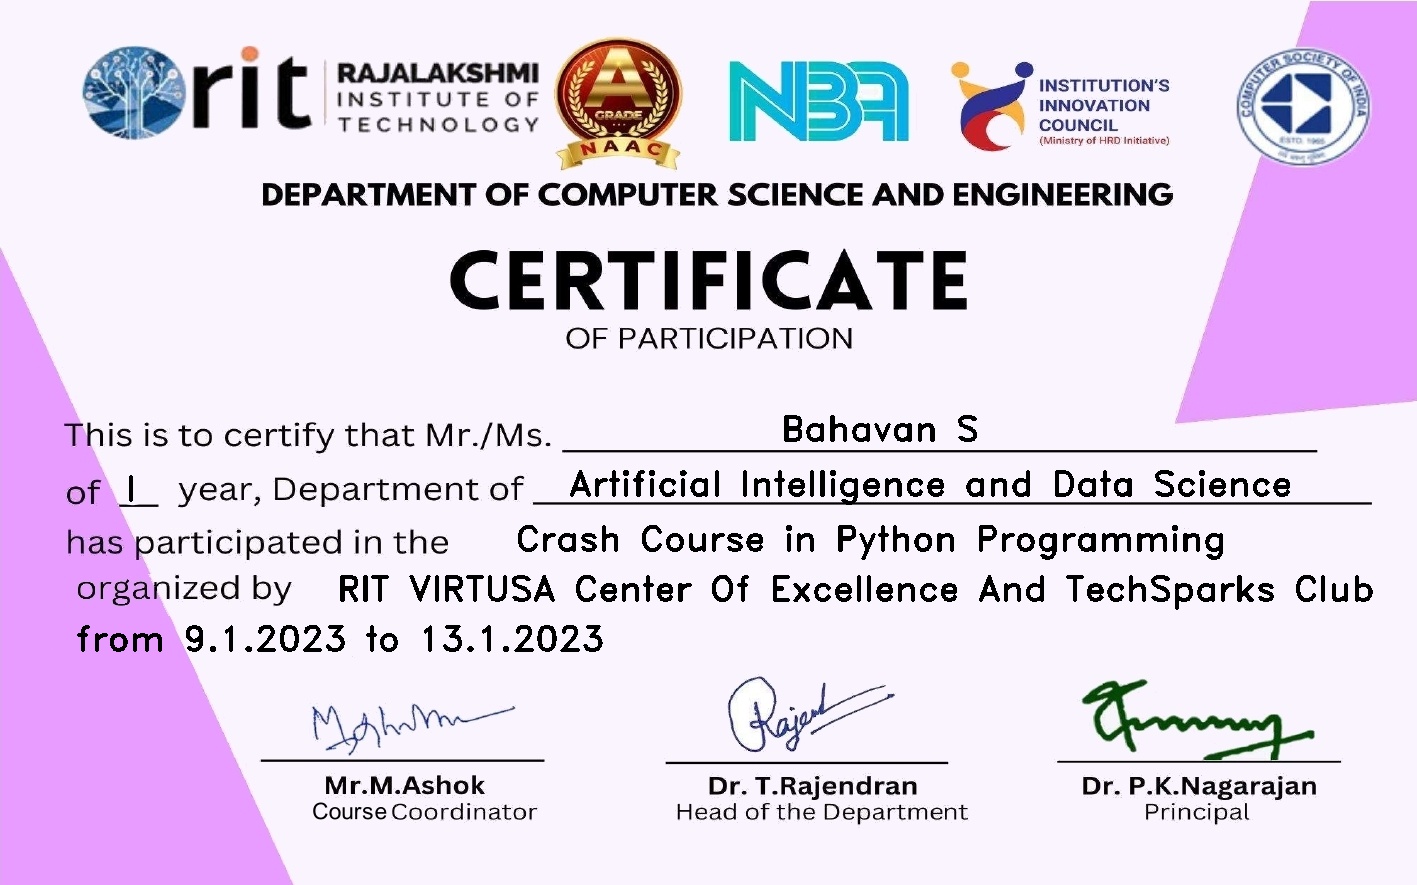 rit RAJALAKSHMI
INSTITUTE OF
TECHNOLOGY
A
GRADE
NAAC
NBA
INSTITUTION'S
INNOVATION
COUNCIL
(Ministry of HRD Initiative)
COMPUTER SOCIETY OF INDIA
ESTD. 1965
DEPARTMENT OF COMPUTER SCIENCE AND ENGINEERING
CERTIFICATE
OF PARTICIPATION
This is to certify that Mr./Ms. Bahavan S
of I year, Department of Artificial Intelligence and Data Science
has participated in the Crash Course in Python Programming
organized by RIT VIRTUSA Center Of Excellence And TechSparks Club
from 9.1.2023 to 13.1.2023
Mr.M.Ashok
Course Coordinator
Rajend
Dr. T.Rajendran
Head of the Department
Dr. P.K.Nagarajan
Principal